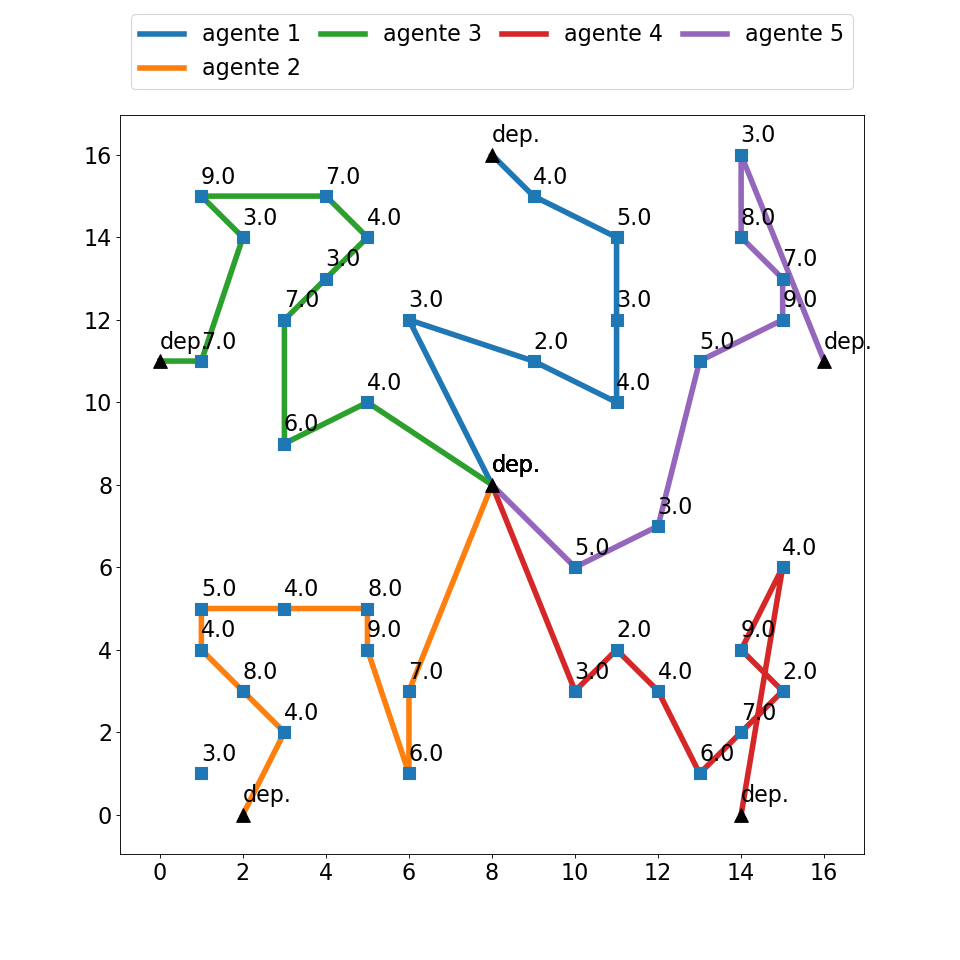 agente 1 agente 3 agente 4 agente 5
agente 2
dep. 3.0
16
9.0 7.0 4.0
3.0 4.0 5.0 8.0
14
3.0 7.0
7.0 3.0 3.0 9.0
12
dep. 7.0 2.0 5.0 dep.
4.0 4.0
10
6.0
dep.
8
3.0
5.0 4.0
6
5.0 4.0 8.0
4.0 9.0 2.0 9.0
4
8.0 7.0 3.0 4.0 2.0
4.0 7.0
2
3.0 6.0 6.0
dep. dep.
0
0 2 4 6 8 10 12 14 16